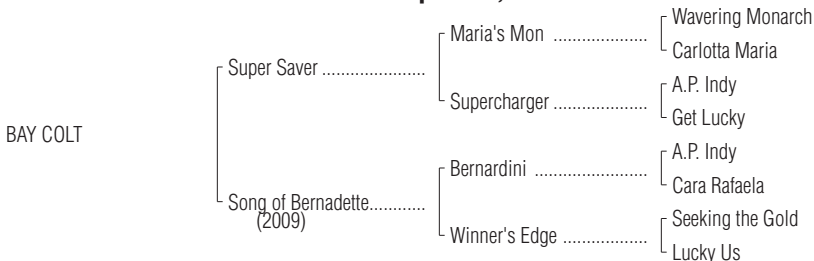 Wavering Monarch
Maria's Mon ....................
Carlotta Maria
Super Saver ......................
A.P. Indy
Supercharger ....................
Get Lucky
BAY COLT
A.P. Indy
Bernardini ........................
Cara Rafaela
Song of Bernadette............
(2009)
Seeking the Gold
Winner's Edge ..................
Lucky Us